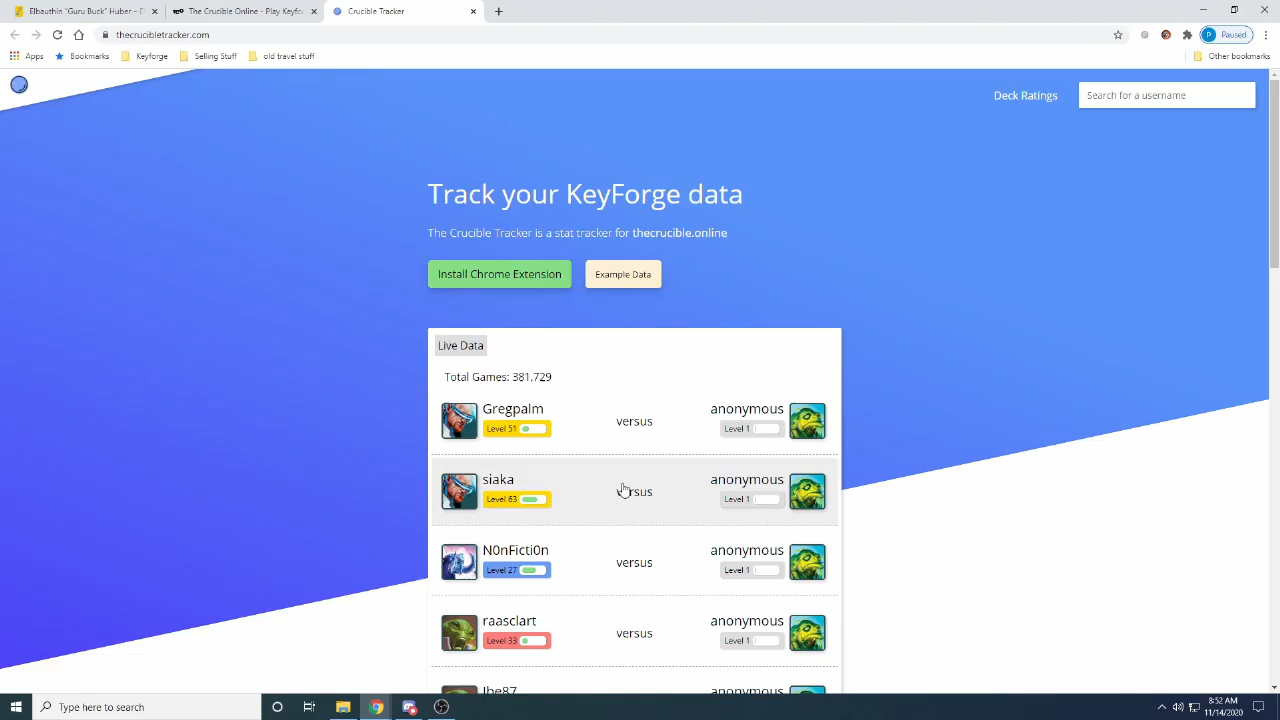 Elbauthin "Guru Buck" Huber – D
The Crucible Online - Play Keyfo
Crucible Tracker
thecrucibletracker.com
P Paused
Apps
Bookmarks
Keyforge
Selling Stuff
old travel stuff
Other bookmarks
Deck Ratings
Search for a username
Track your KeyForge data
The Crucible Tracker is a stat tracker for thecrucible.online
Install Chrome Extension
Example Data
Live Data
Total Games: 381,729
Gregpalm versus anonymous
Level 51 Level 1
siaka versus anonymous
Level 63 Level 1
N0nFicti0n versus anonymous
Level 27 Level 1
raasclart versus anonymous
Level 33 Level 1
anonymous
Type here to search
8:52 AM
11/14/2020